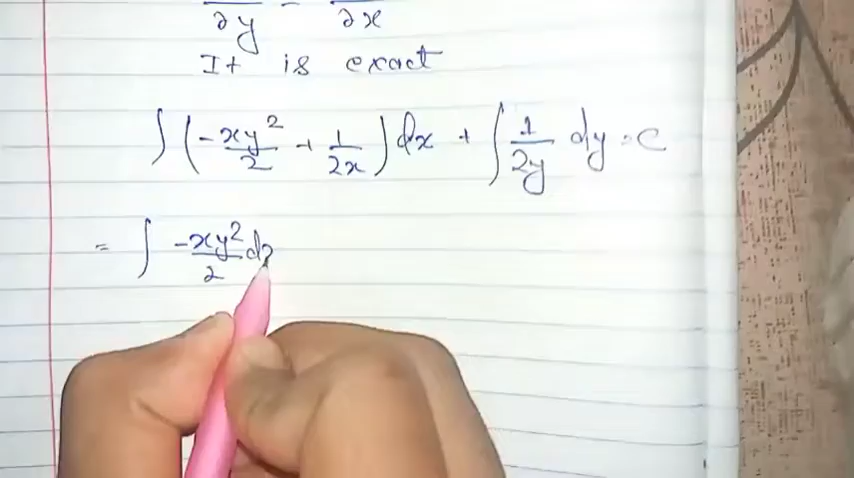 ∂y - ∂x
It is exact
∫ (-xy²/2 + 1/2x) dx + ∫ 1/2y dy = c
= ∫ -xy²/2 dx